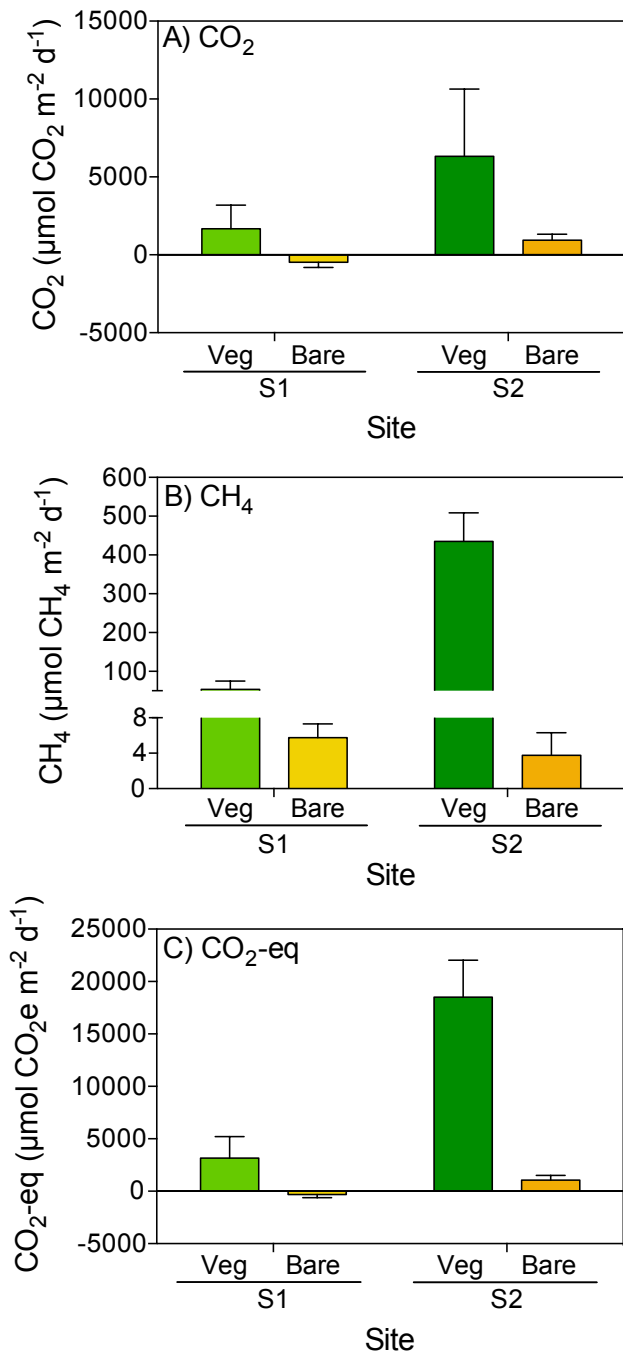 A) CO₂
CO₂ (µmol CO₂ m⁻² d⁻¹)
15000
10000
5000
0
-5000
Veg Bare Veg Bare
S1 S2
Site
B) CH₄
CH₄ (µmol CH₄ m⁻² d⁻¹)
600
500
400
300
200
100
8
4
0
Veg Bare Veg Bare
S1 S2
Site
C) CO₂-eq
CO₂-eq (µmol CO₂e m⁻² d⁻¹)
25000
20000
15000
10000
5000
0
-5000
Veg Bare Veg Bare
S1 S2
Site